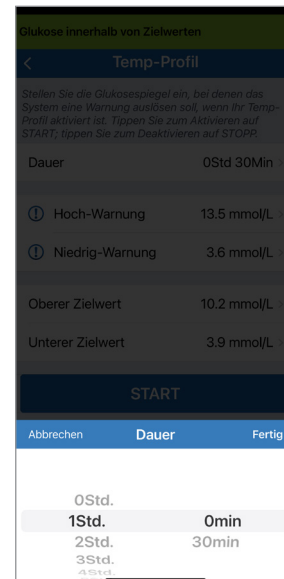 Glukose innerhalb von Zielwerten
Temp-Profil
Stellen Sie die Glukosespiegel ein, bei denen das
System eine Warnung auslösen soll, wenn Ihr Temp-
Profil aktiviert ist. Tippen Sie zum Aktivieren auf
START; tippen Sie zum Deaktivieren auf STOPP.
Dauer 0Std 30Min
Hoch-Warnung 13.5 mmol/L
Niedrig-Warnung 3.6 mmol/L
Oberer Zielwert 10.2 mmol/L
Unterer Zielwert 3.9 mmol/L
START
Abbrechen Dauer Fertig
0Std.
1Std. 0min
2Std. 30min
3Std.
4Std.